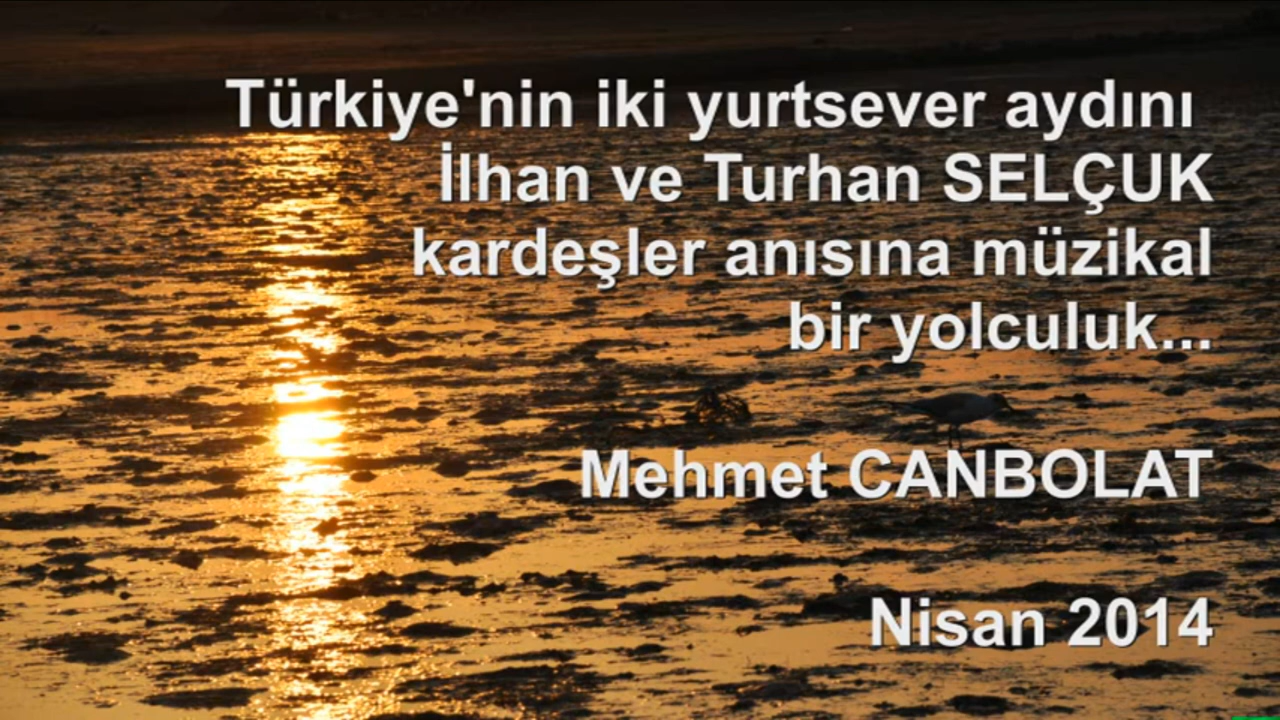 Türkiye'nin iki yurtsever aydını
İlhan ve Turhan SELÇUK
kardeşler anısına müzikal
bir yolculuk...
Mehmet CANBOLAT
Nisan 2014